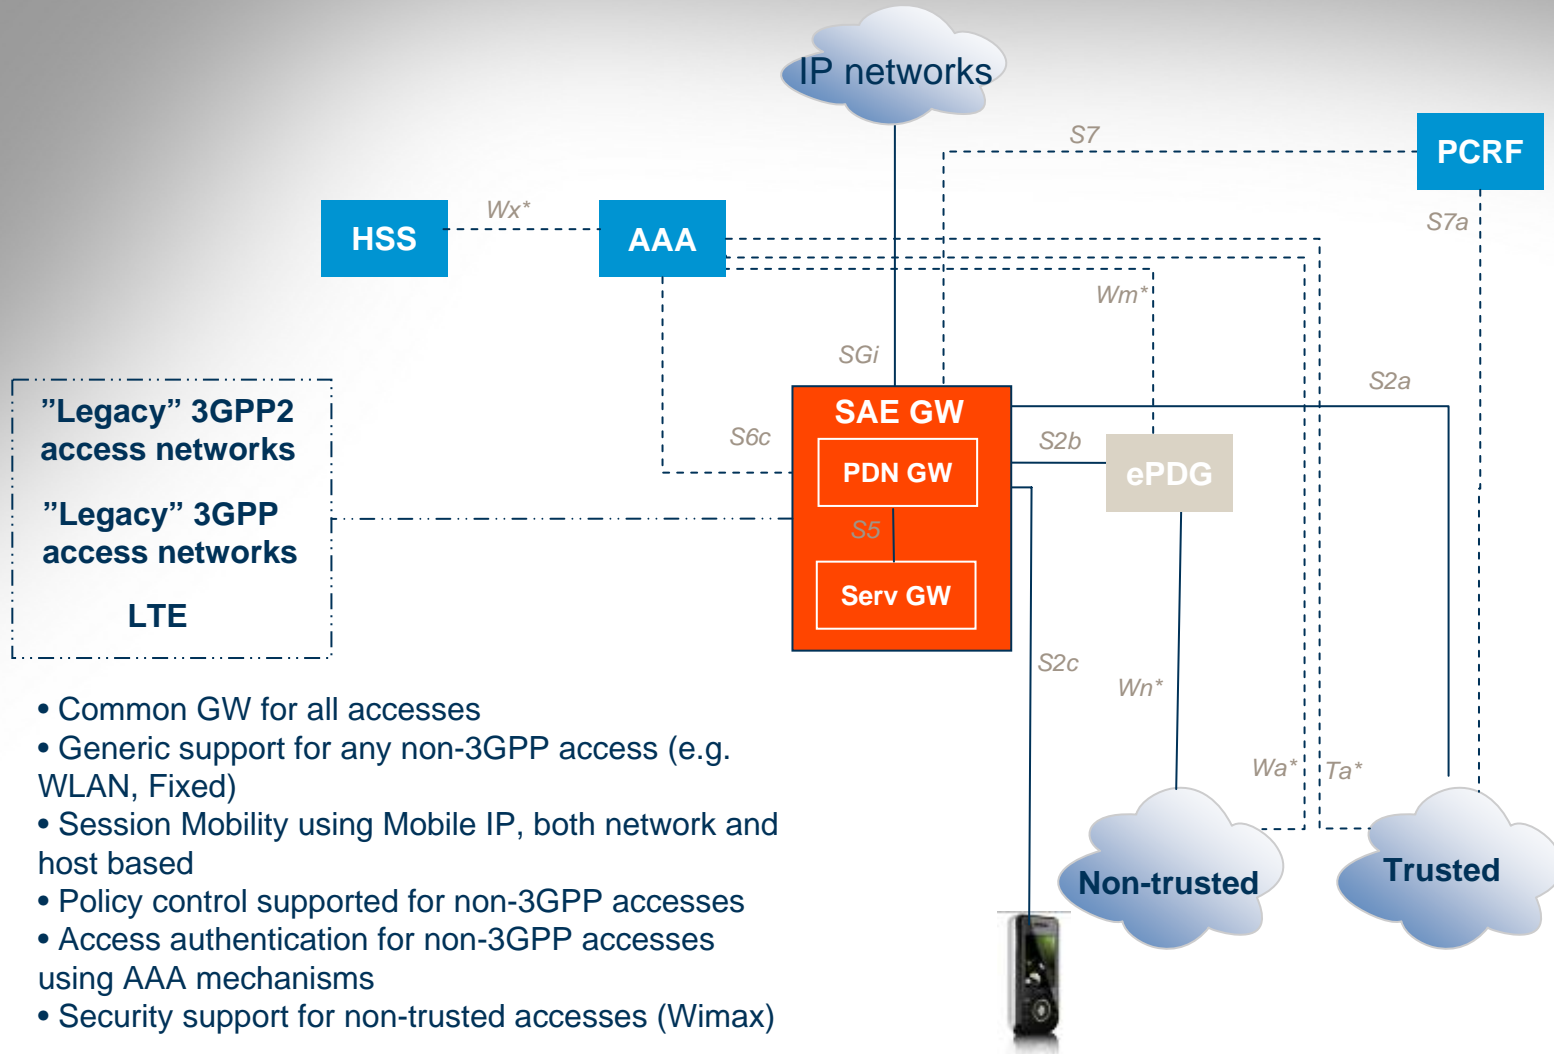 IP networks
S7
PCRF
HSS
Wx*
AAA
S7a
Wm*
SGi
”Legacy” 3GPP2
access networks
”Legacy” 3GPP
access networks
LTE
S6c
SAE GW
PDN GW
S5
Serv GW
S2b
ePDG
S2a
S2c
Wn*
Wa*
Ta*
Non-trusted
Trusted
• Common GW for all accesses
• Generic support for any non-3GPP access (e.g.
WLAN, Fixed)
• Session Mobility using Mobile IP, both network and
host based
• Policy control supported for non-3GPP accesses
• Access authentication for non-3GPP accesses
using AAA mechanisms
• Security support for non-trusted accesses (Wimax)